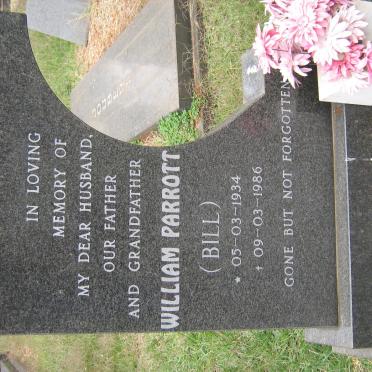 IN LOVING
MEMORY OF
MY DEAR HUSBAND,
OUR FATHER
AND GRANDFATHER
WILLIAM PARROTT
(BILL)
* 05-03-1934
† 09-03-1986
GONE BUT NOT FORGOTTEN